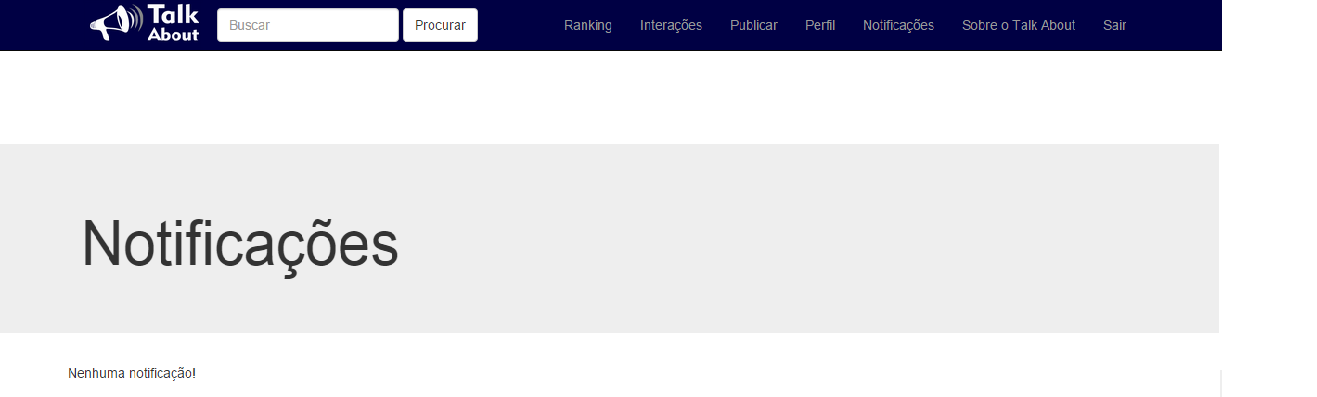 Talk
About
Buscar
Procurar
Ranking
Interações
Publicar
Perfil
Notificações
Sobre o Talk About
Sair
Notificações
Nenhuma notificação!